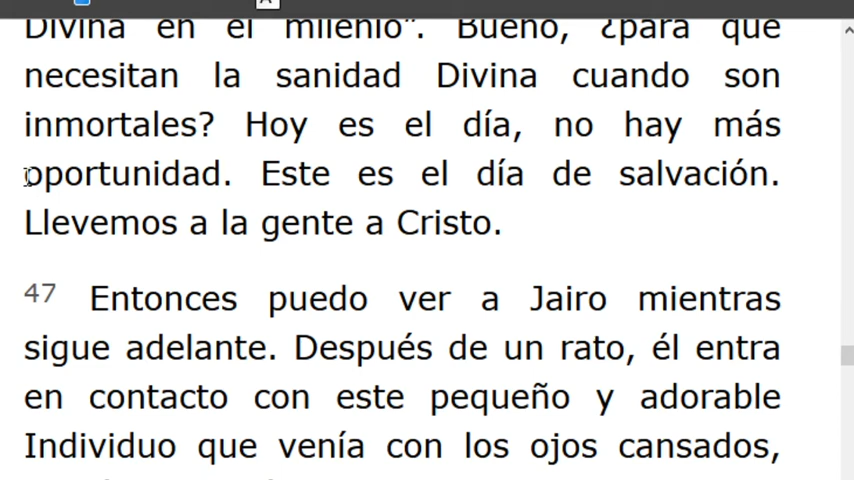 Divina en el milenio”. Bueno, ¿para qué
necesitan la sanidad Divina cuando son
inmortales? Hoy es el día, no hay más
oportunidad. Este es el día de salvación.
Llevemos a la gente a Cristo.
47 Entonces puedo ver a Jairo mientras
sigue adelante. Después de un rato, él entra
en contacto con este pequeño y adorable
Individuo que venía con los ojos cansados,